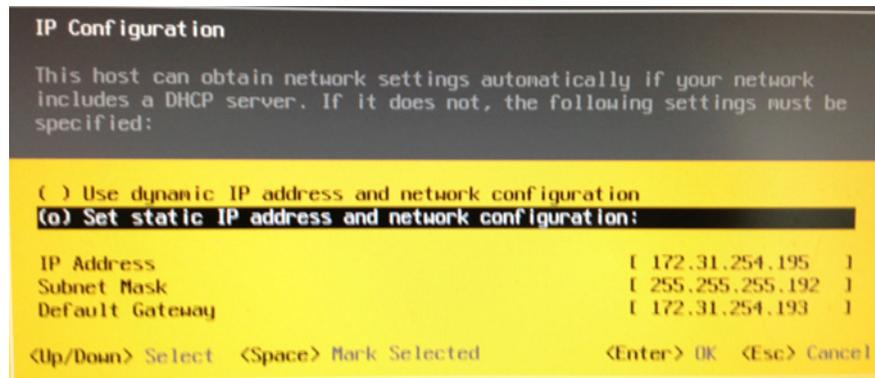 IP Configuration
This host can obtain network settings automatically if your network
includes a DHCP server. If it does not, the following settings must be
specified:
( ) Use dynamic IP address and network configuration
(o) Set static IP address and network configuration:
IP Address [ 172.31.254.195 ]
Subnet Mask [ 255.255.255.192 ]
Default Gateway [ 172.31.254.193 ]
<Up/Down> Select <Space> Mark Selected <Enter> OK <Esc> Cancel